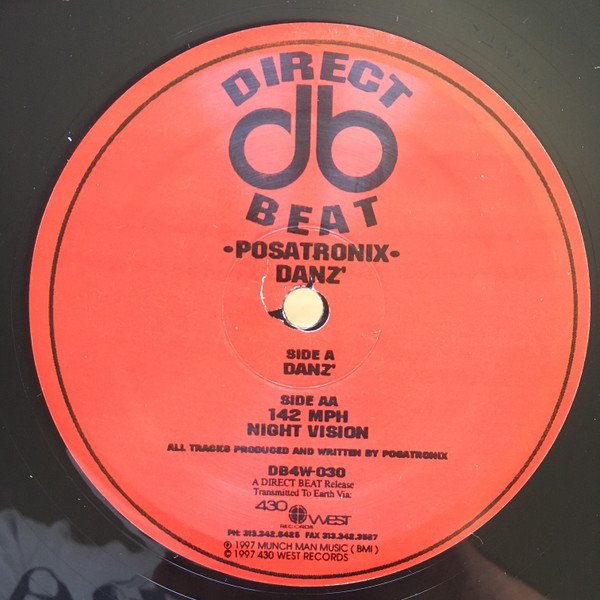 DIRECT
db
BEAT
•POSATRONIX•
DANZ'
SIDE A
DANZ'
SIDE AA
142 MPH
NIGHT VISION
ALL TRACKS PRODUCED AND WRITTEN BY POSATRONIX
DB4W-030
A DIRECT BEAT Release
Transmitted To Earth Via:
430 WEST
RECORDS
PH: 313.342.8425 FAX 313.342.3587
℗ 1997 MUNCH MAN MUSIC ( BMI )
© 1997 430 WEST RECORDS